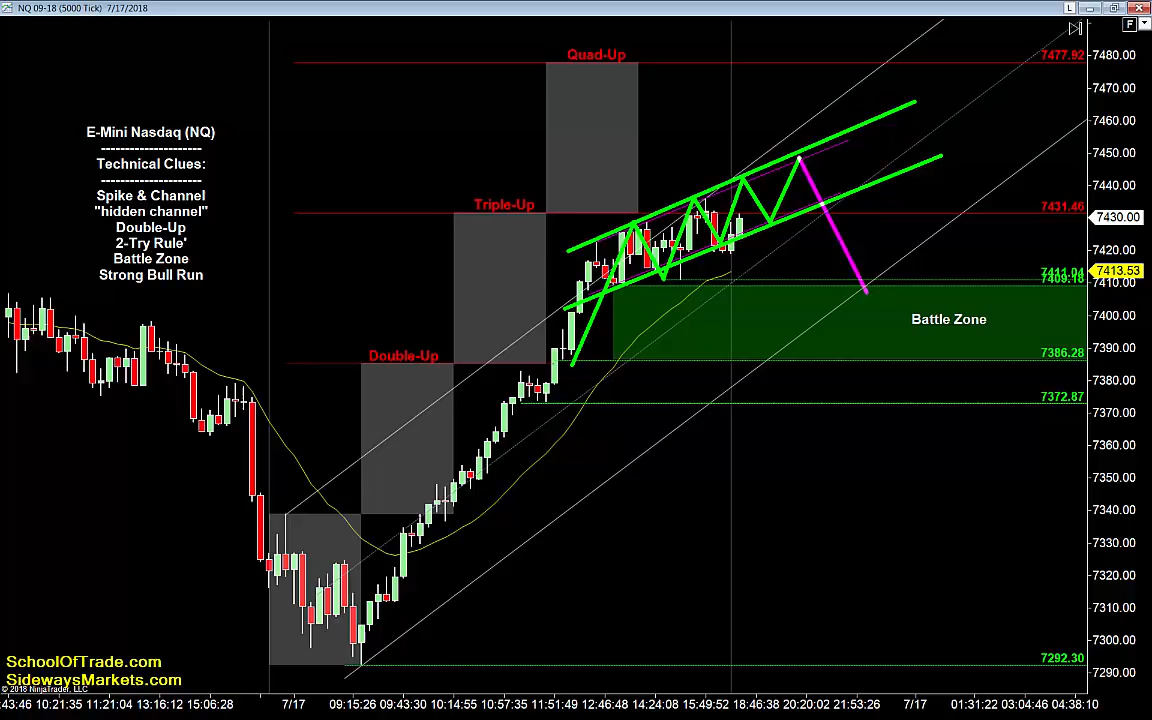 NQ 09-18 (5000 Tick) 7/17/2018
L
F
Quad-Up
7477.92
7480.00
7470.00
7460.00
7450.00
7440.00
7430.00
7420.00
7410.00
7400.00
7390.00
7380.00
7370.00
7360.00
7350.00
7340.00
7330.00
7320.00
7310.00
7300.00
7290.00
E-Mini Nasdaq (NQ)
---------------------
Technical Clues:
---------------------
Spike & Channel
"hidden channel"
Double-Up
2-Try Rule'
Battle Zone
Strong Bull Run
Triple-Up
7431.46
7413.53
Battle Zone
Double-Up
7386.28
7372.87
7292.30
SchoolOfTrade.com
SidewaysMarkets.com
© 2018 NinjaTrader, LLC
:43:46 10:21:35 11:21:04 13:16:12 15:06:28 7/17 09:15:26 09:43:30 10:14:55 10:57:35 11:51:49 12:46:48 14:24:08 15:49:52 18:46:38 20:20:02 21:53:26 7/17 01:31:22 03:04:46 04:38:10